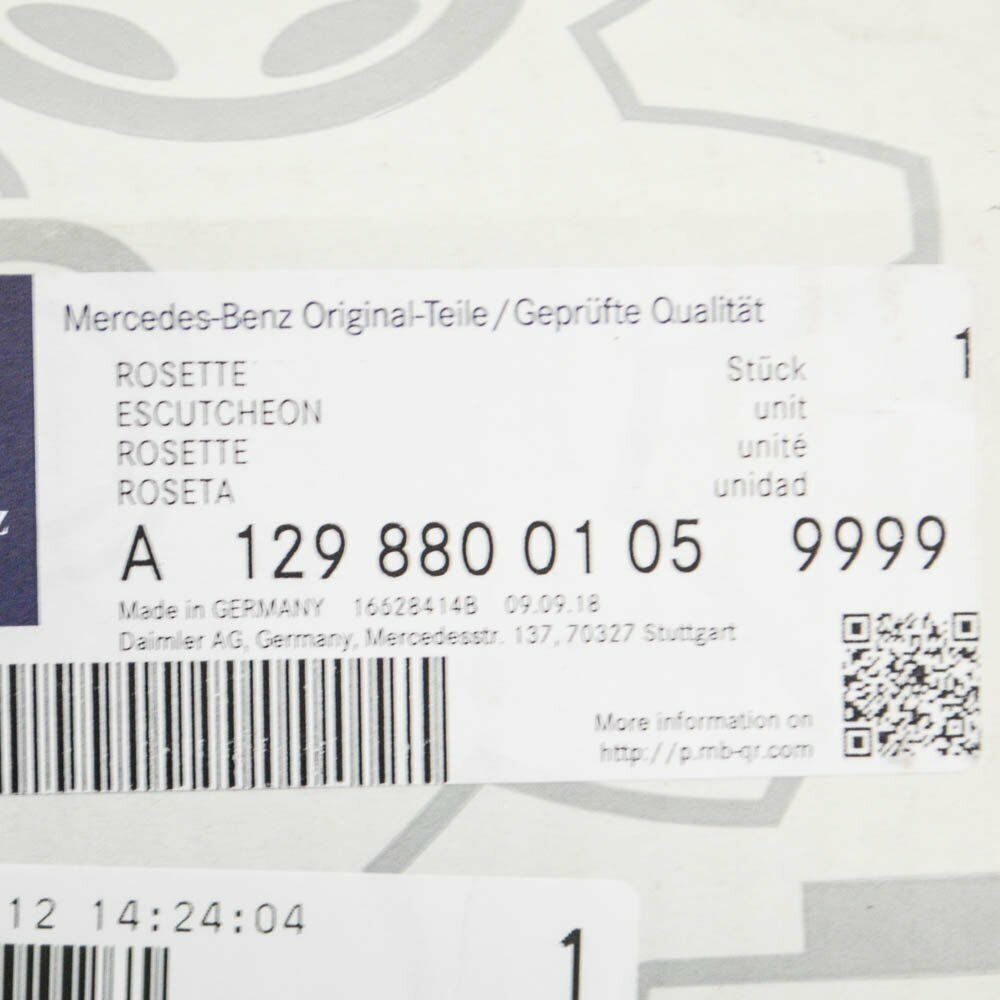 Mercedes-Benz Original-Teile/Geprüfte Qualität
1
ROSETTE Stück
ESCUTCHEON unit
ROSETTE unité
ROSETA unidad
z
A 129 880 01 05 9999
Made in GERMANY 16628414B 09.09.18
Daimler AG, Germany, Mercedesstr. 137, 70327 Stuttgart
More information on
http://p.mb-qr.com
12 14:24:04
1